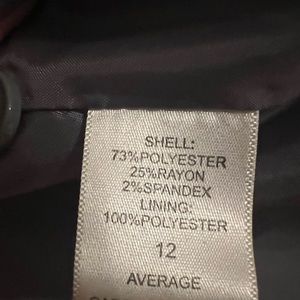 SHELL:
73%POLYESTER
25%RAYON
2%SPANDEX
LINING:
100%POLYESTER
12
AVERAGE